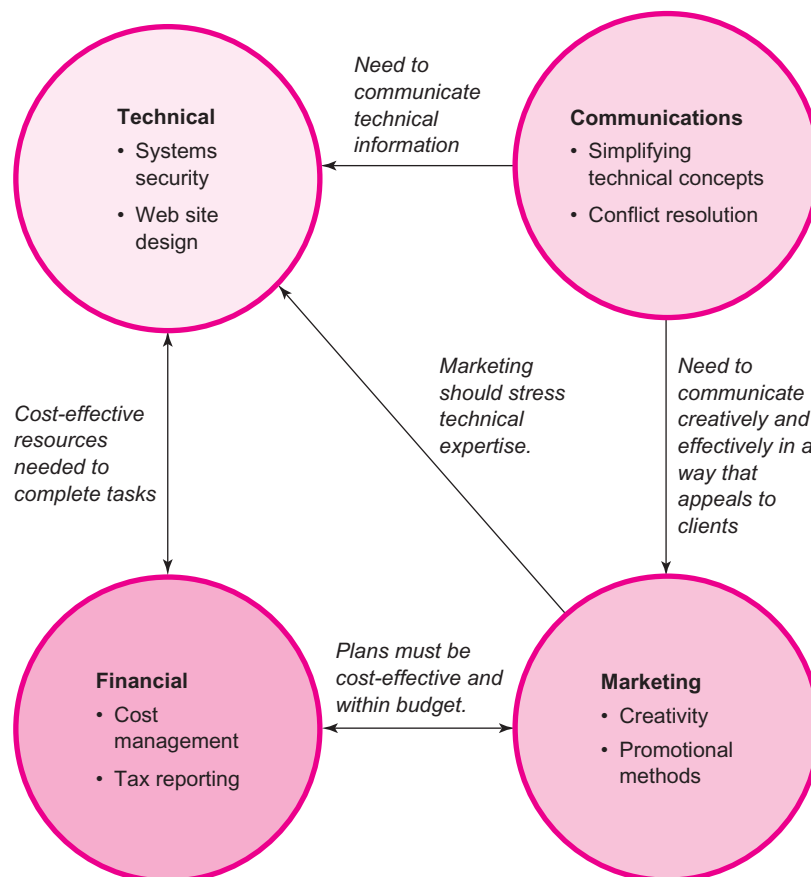 Need to
communicate
technical
information
Technical
• Systems
security
• Web site
design
Communications
• Simplifying
technical concepts
• Conflict resolution
Cost-effective
resources
needed to
complete tasks
Marketing
should stress
technical
expertise.
Need to
communicate
creatively and
effectively in a
way that
appeals to
clients
Plans must be
cost-effective and
within budget.
Financial
• Cost
management
• Tax reporting
Marketing
• Creativity
• Promotional
methods